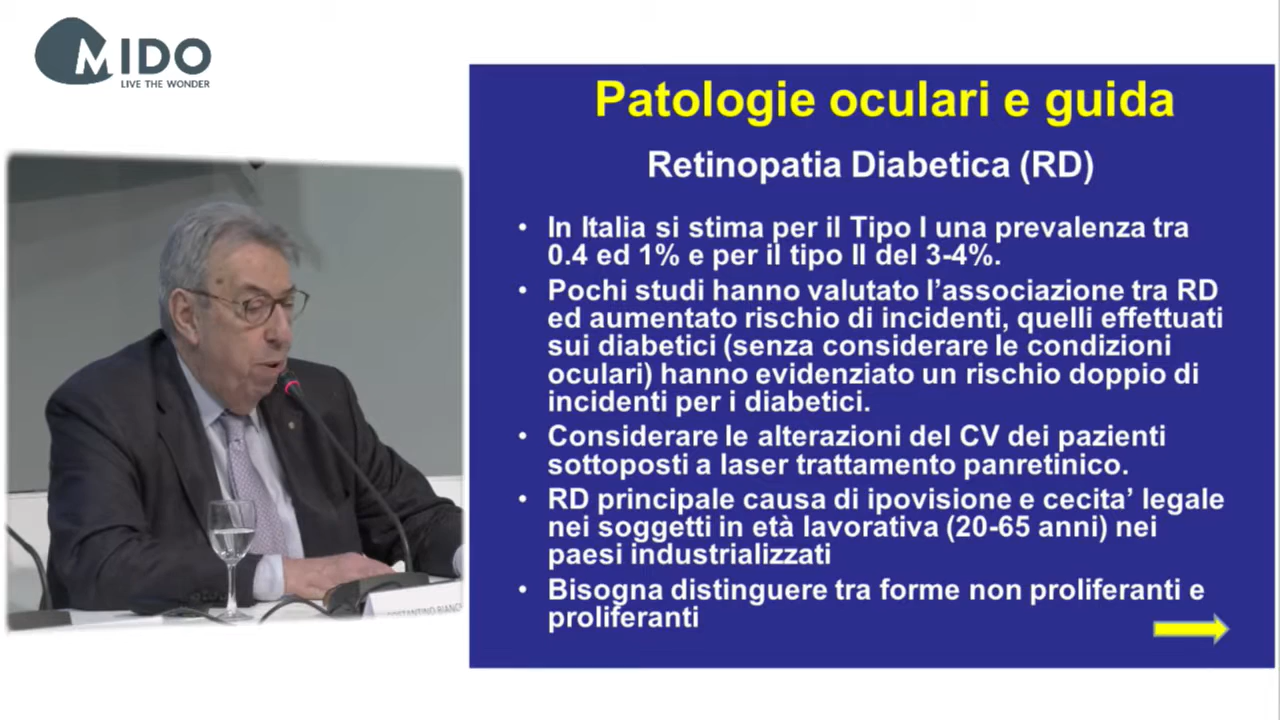 MIDO
LIVE THE WONDER
Patologie oculari e guida
Retinopatia Diabetica (RD)
• In Italia si stima per il Tipo I una prevalenza tra
0.4 ed 1% e per il tipo II del 3-4%.
• Pochi studi hanno valutato l’associazione tra RD
ed aumentato rischio di incidenti, quelli effettuati
sui diabetici (senza considerare le condizioni
oculari) hanno evidenziato un rischio doppio di
incidenti per i diabetici.
• Considerare le alterazioni del CV dei pazienti
sottoposti a laser trattamento panretinico.
• RD principale causa di ipovisione e cecita’ legale
nei soggetti in età lavorativa (20-65 anni) nei
paesi industrializzati
• Bisogna distinguere tra forme non proliferanti e
proliferanti